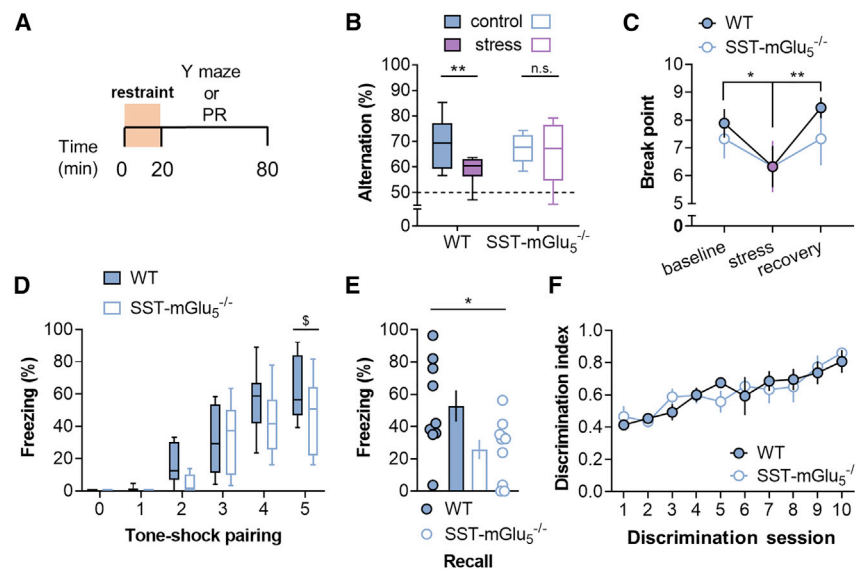 A
restraint
Y maze
or
PR
Time
(min)
0 20 80
B
control
stress
Alternation (%)
100
90
80
70
60
50
0
**
n.s.
WT SST-mGlu5-/-
C
WT
SST-mGlu5-/-
Break point
10
9
8
7
6
5
0
* **
baseline
stress
recovery
D
WT
SST-mGlu5-/-
Freezing (%)
100
80
60
40
20
0
$
0 1 2 3 4 5
Tone-shock pairing
E
Freezing (%)
100
80
60
40
20
0
*
WT
SST-mGlu5-/-
Recall
F
Discrimination index
1.0
0.8
0.6
0.4
0.2
0.0
WT
SST-mGlu5-/
1 2 3 4 5 6 7 8 9 10
Discrimination session